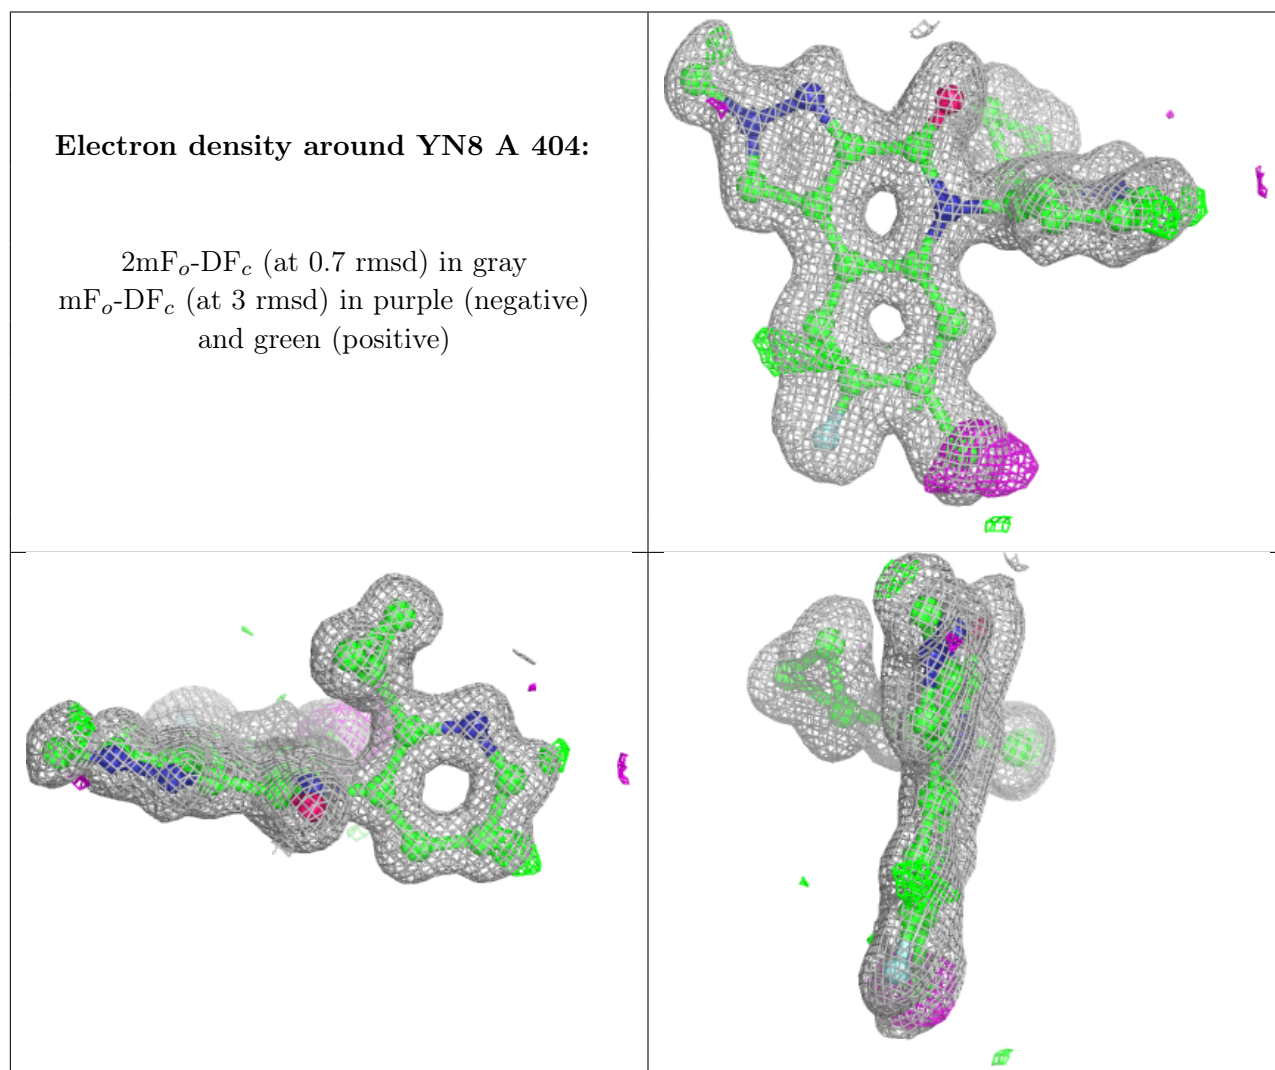 Electron density around YN8 A 404:
2mFo-DFc (at 0.7 rmsd) in gray
mFo-DFc (at 3 rmsd) in purple (negative)
and green (positive)